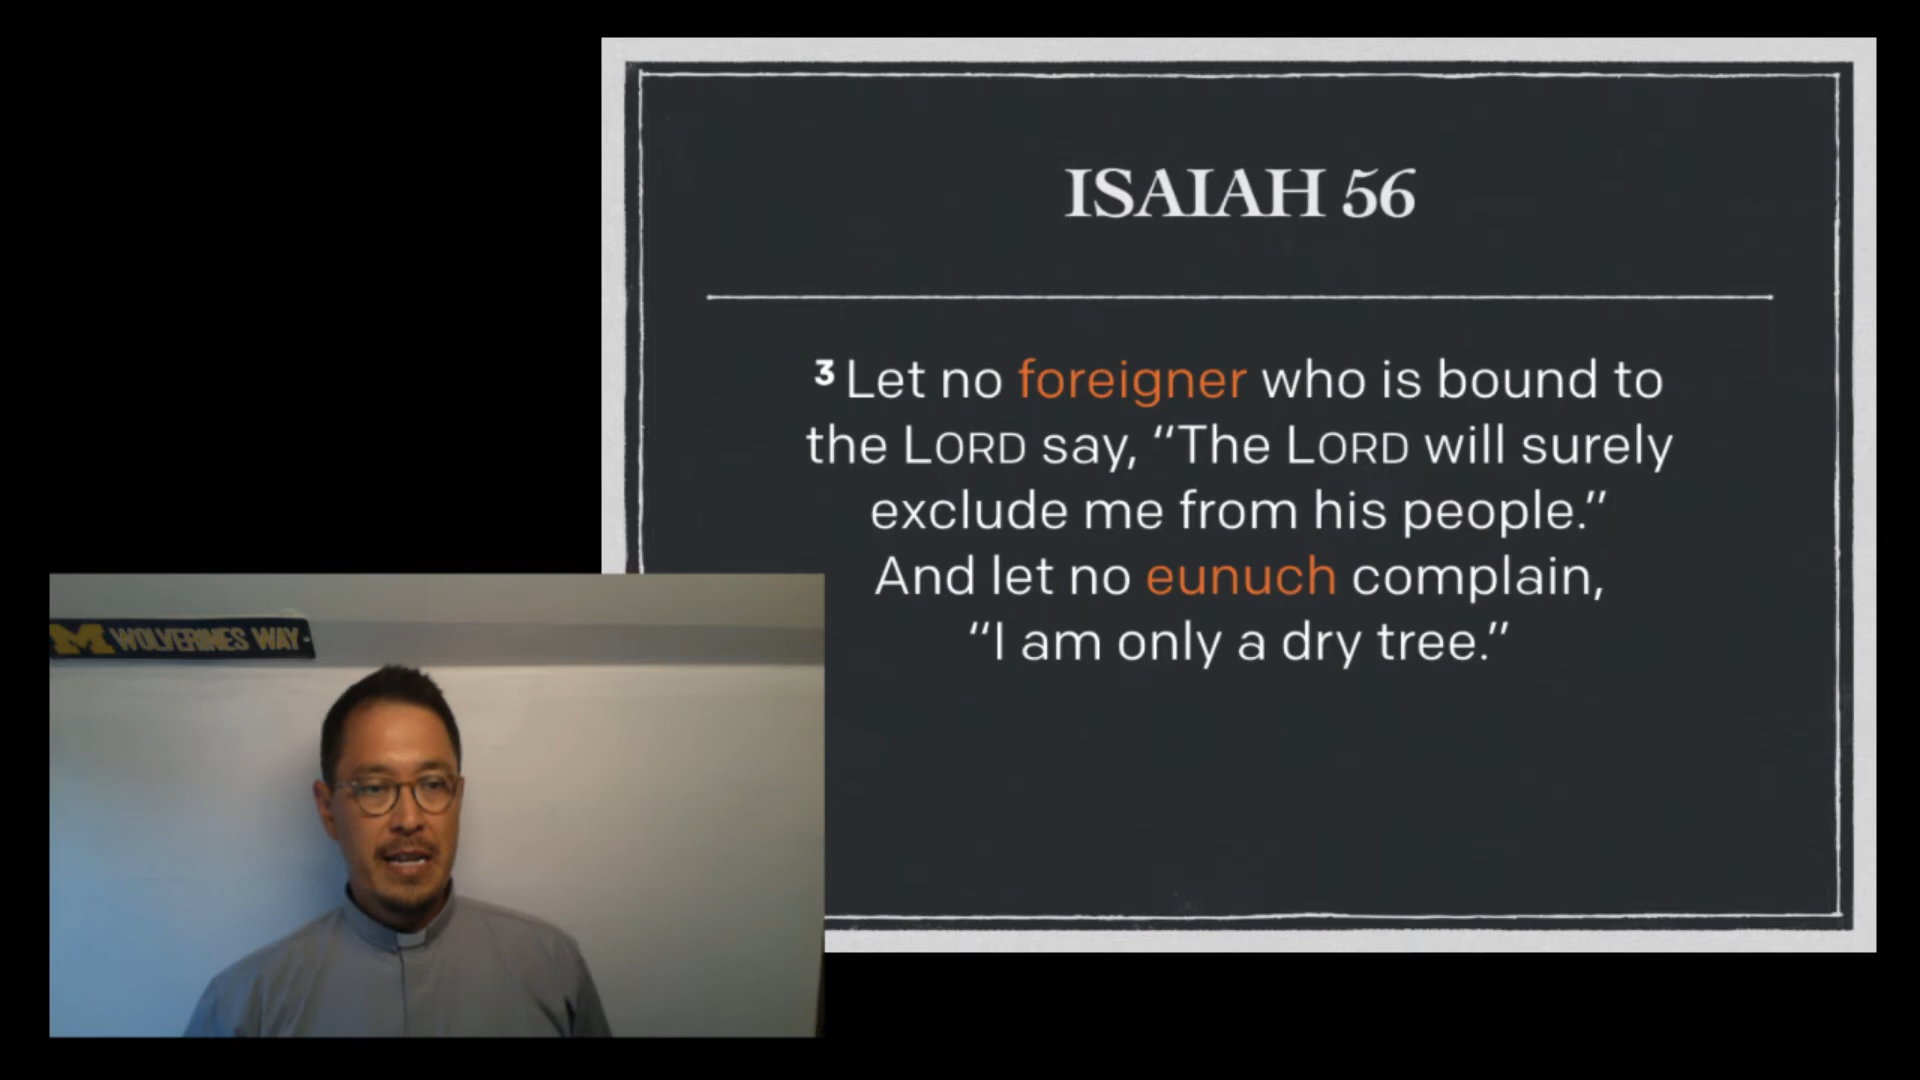 ISAIAH 56
3 Let no foreigner who is bound to
the LORD say, “The LORD will surely
exclude me from his people.”
And let no eunuch complain,
“I am only a dry tree.”
M WOLVERINES WAY